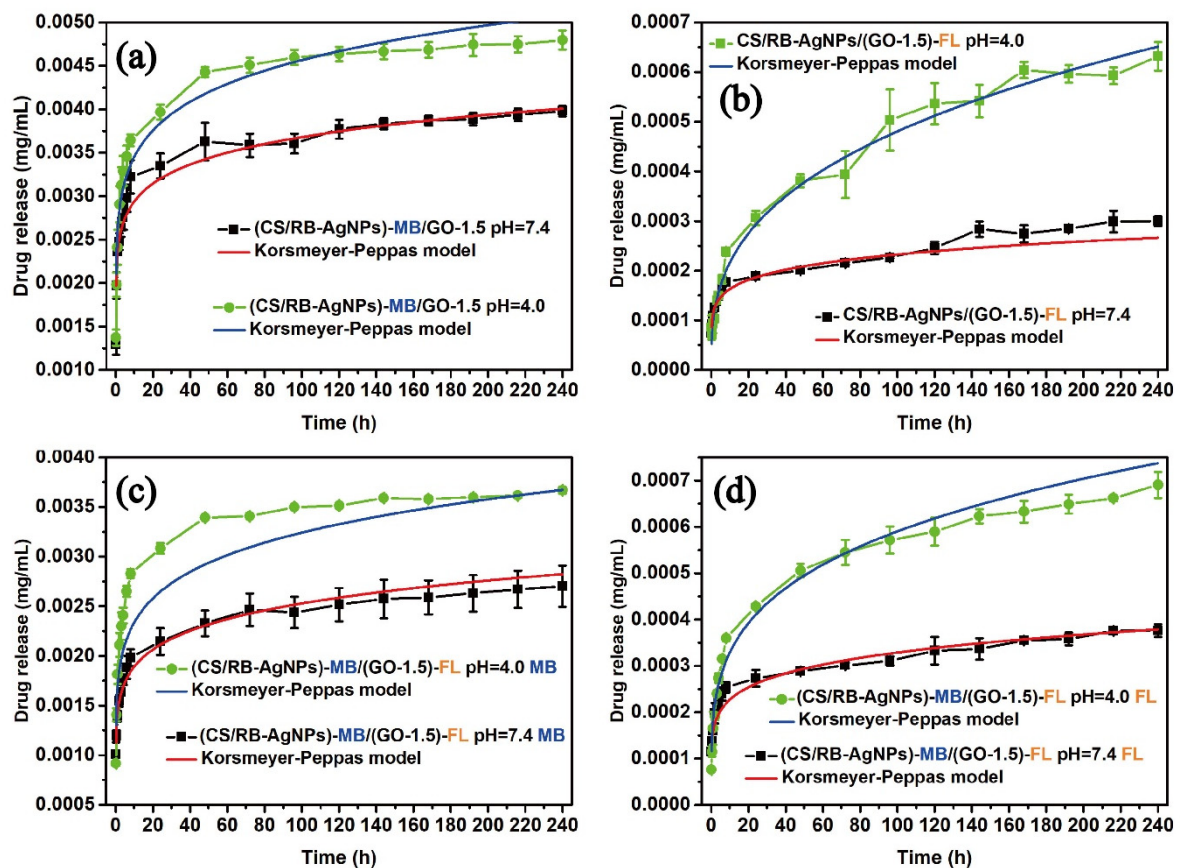 0.0050
0.0045
0.0040
0.0035
0.0030
0.0025
0.0020
0.0015
0.0010
Drug release (mg/mL)
(a)
(CS/RB-AgNPs)-MB/GO-1.5 pH=7.4
Korsmeyer-Peppas model
(CS/RB-AgNPs)-MB/GO-1.5 pH=4.0
Korsmeyer-Peppas model
0 20 40 60 80 100 120 140 160 180 200 220 240
Time (h)
0.0007
0.0006
0.0005
0.0004
0.0003
0.0002
0.0001
0.0000
Drug release (mg/mL)
CS/RB-AgNPs/(GO-1.5)-FL pH=4.0
Korsmeyer-Peppas model
(b)
CS/RB-AgNPs/(GO-1.5)-FL pH=7.4
Korsmeyer-Peppas model
0 20 40 60 80 100 120 140 160 180 200 220 240
Time (h)
0.0040
0.0035
0.0030
0.0025
0.0020
0.0015
0.0010
0.0005
Drug release (mg/mL)
(c)
(CS/RB-AgNPs)-MB/(GO-1.5)-FL pH=4.0 MB
Korsmeyer-Peppas model
(CS/RB-AgNPs)-MB/(GO-1.5)-FL pH=7.4 MB
Korsmeyer-Peppas model
0 20 40 60 80 100 120 140 160 180 200 220 240
Time (h)
0.0007
0.0006
0.0005
0.0004
0.0003
0.0002
0.0001
0.0000
Drug release (mg/mL)
(d)
(CS/RB-AgNPs)-MB/(GO-1.5)-FL pH=4.0 FL
Korsmeyer-Peppas model
(CS/RB-AgNPs)-MB/(GO-1.5)-FL pH=7.4 FL
Korsmeyer-Peppas model
0 20 40 60 80 100 120 140 160 180 200 220 240
Time (h)